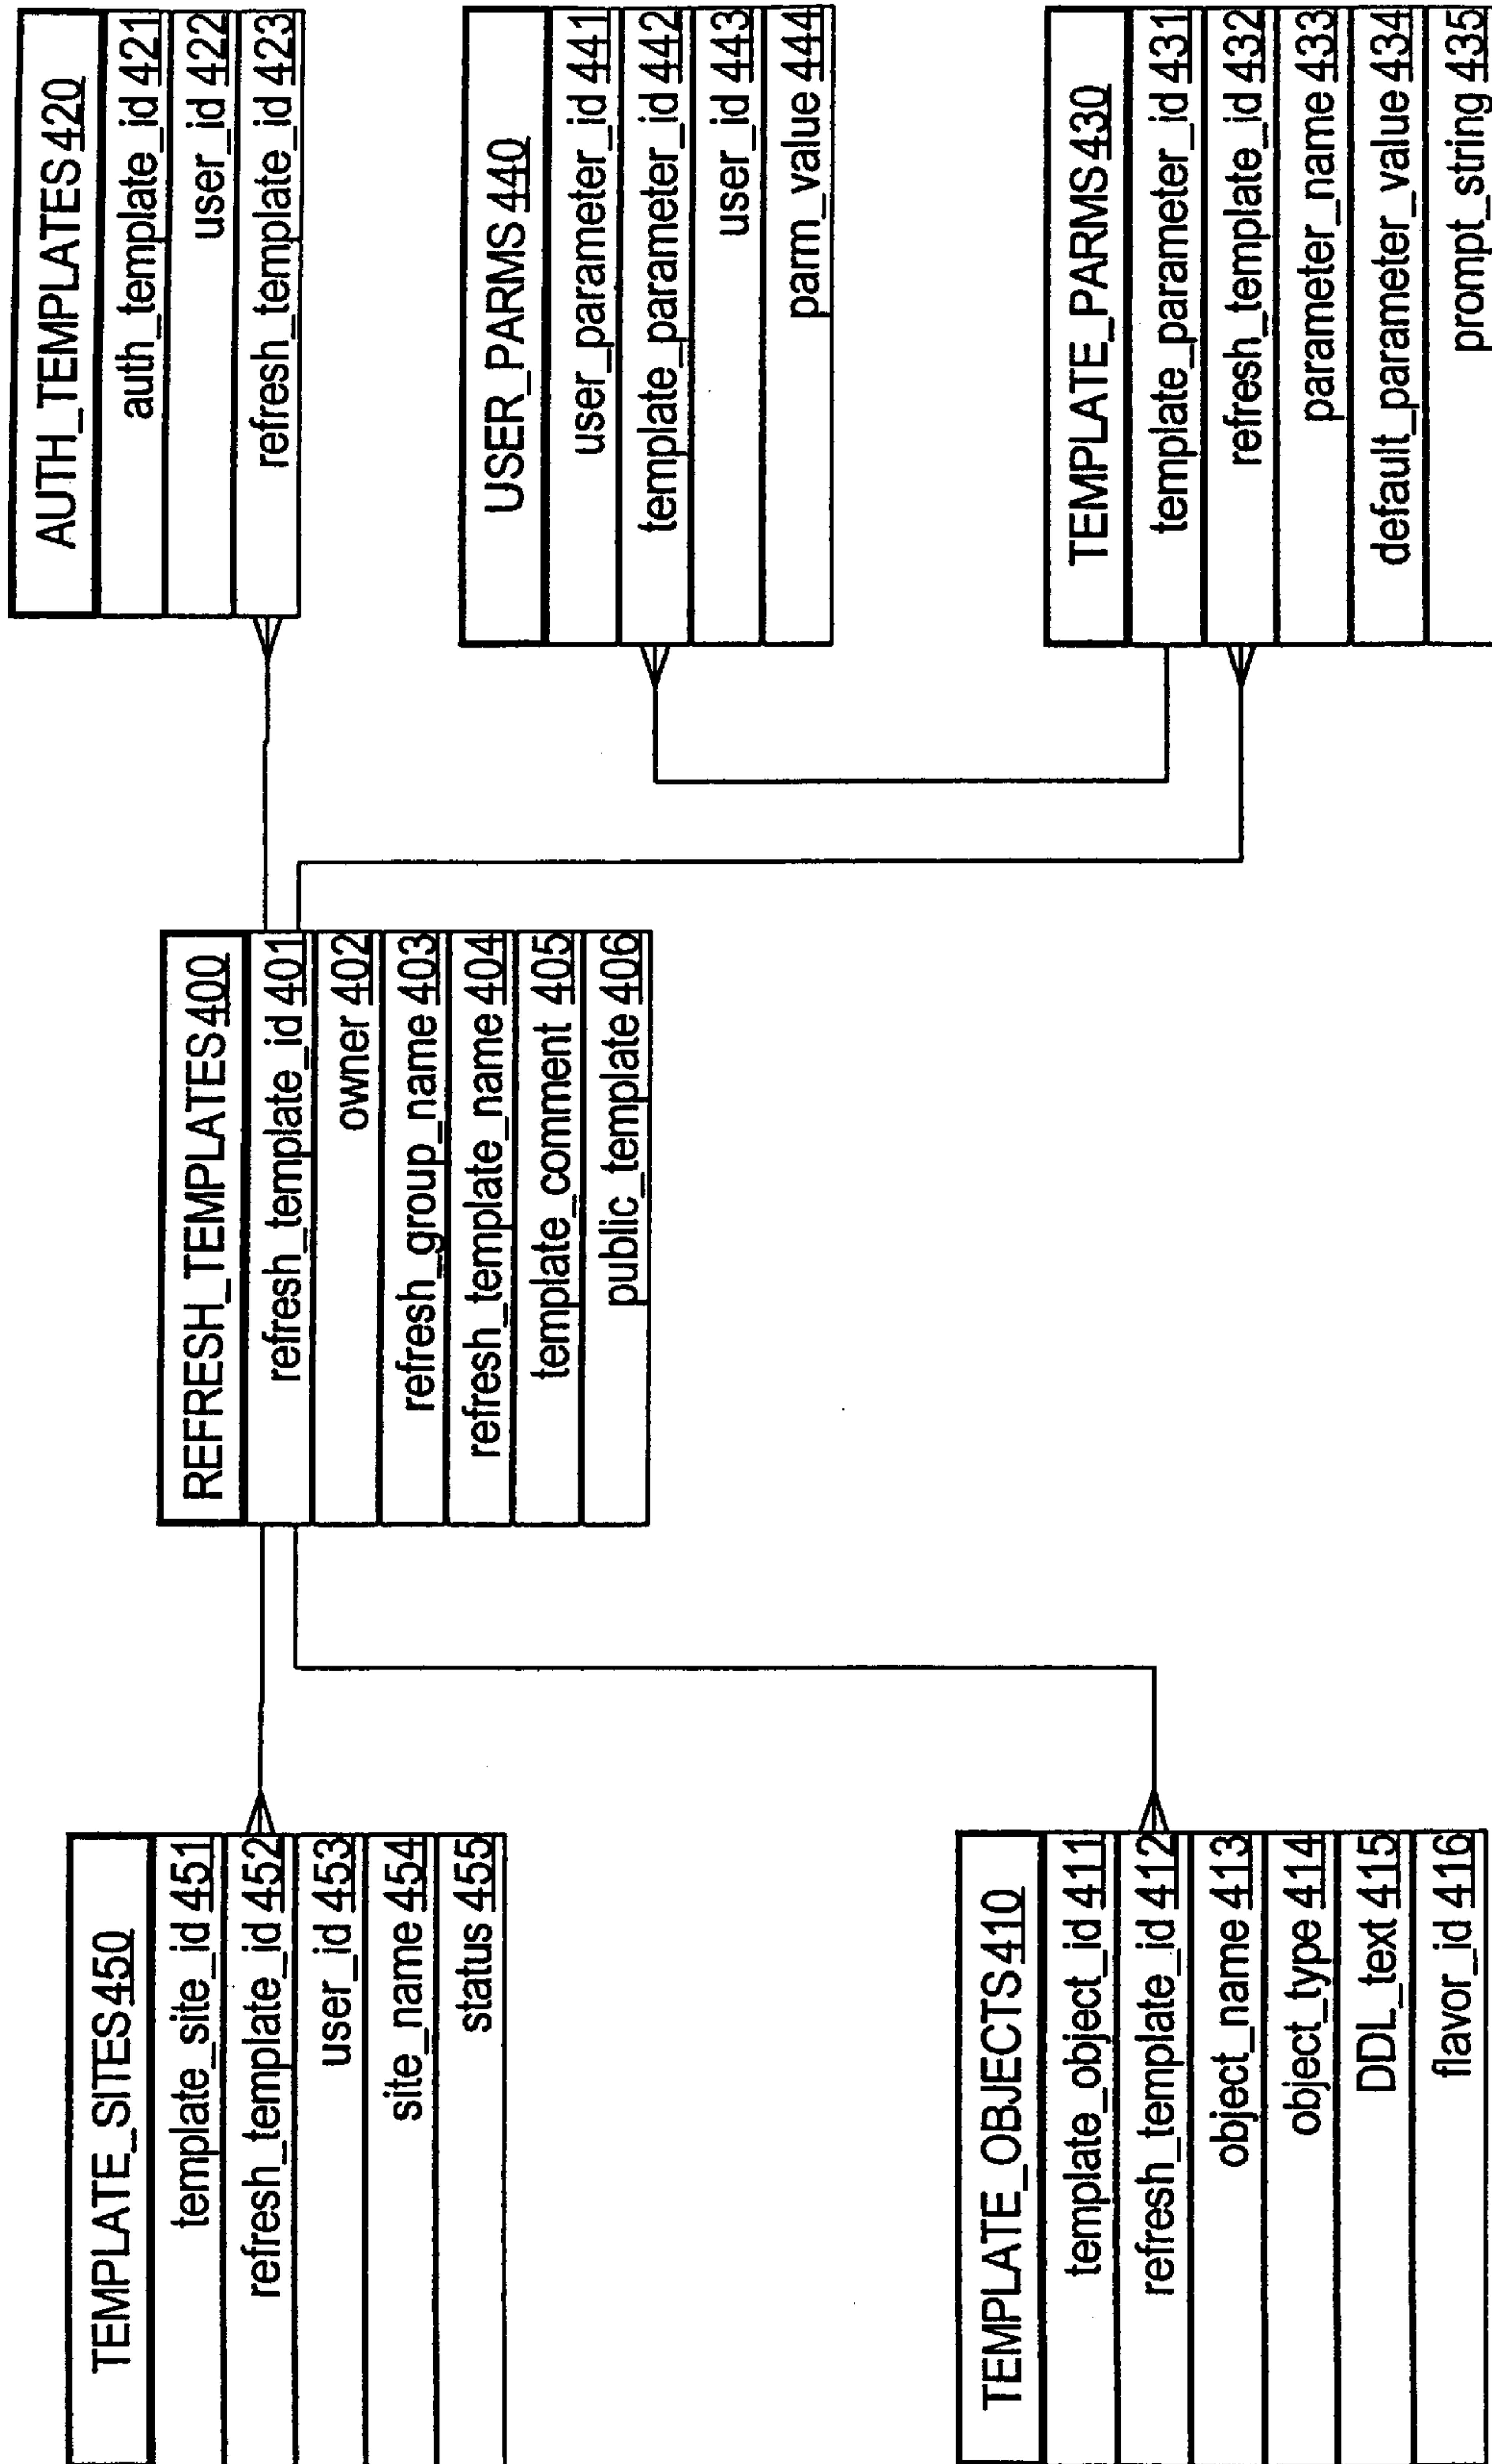 TEMPLATE_SITES 450
template_site_id 451
refresh_template_id 452
user_id 453
site_name 454
status 455
TEMPLATE_OBJECTS 410
template_object_id 411
refresh_template_id 412
object_name 413
object_type 414
DDL_text 415
flavor_id 416
REFRESH_TEMPLATES 400
refresh_template_id 401
owner 402
refresh_group_name 403
refresh_template_name 404
template_comment 405
public_template 406
AUTH_TEMPLATES 420
auth_template_id 421
user_id 422
refresh_template_id 423
USER_PARMS 440
user_parameter_id 441
template_parameter_id 442
user_id 443
parm_value 444
TEMPLATE_PARMS 430
template_parameter_id 431
refresh_template_id 432
parameter_name 433
default_parameter_value 434
prompt_string 435